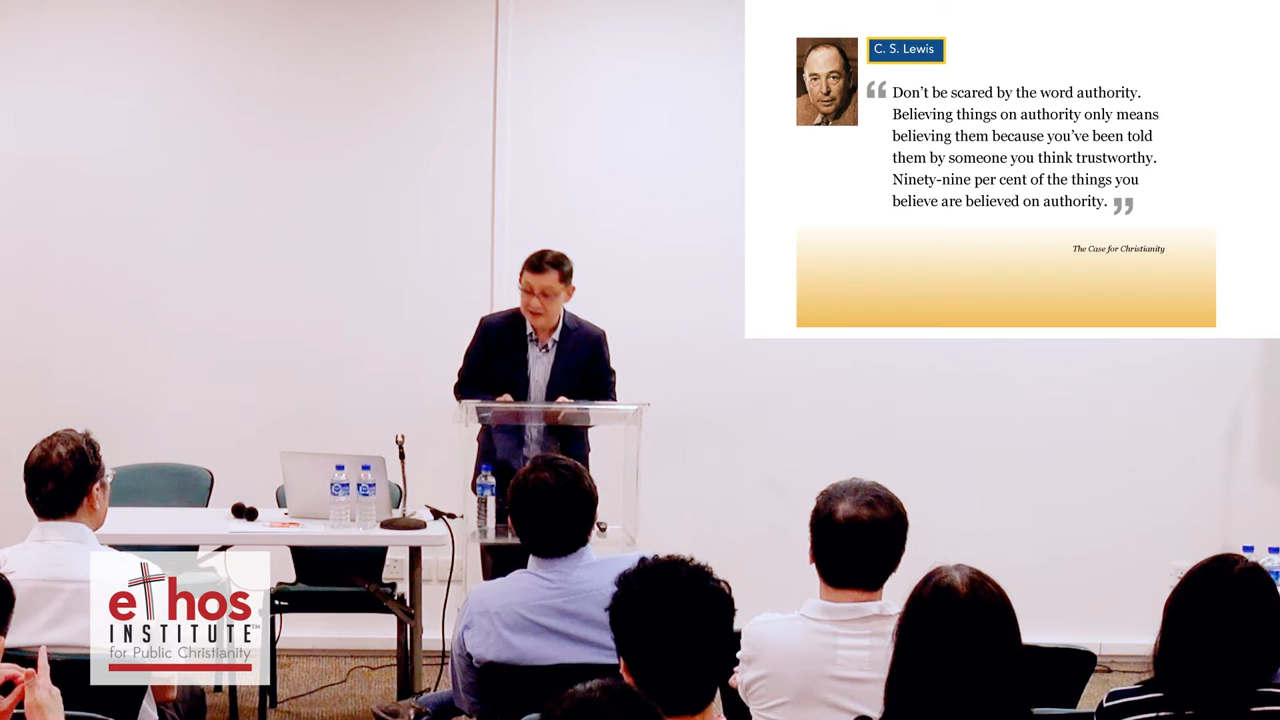 C. S. Lewis
“ Don’t be scared by the word authority.
Believing things on authority only means
believing them because you’ve been told
them by someone you think trustworthy.
Ninety-nine per cent of the things you
believe are believed on authority. ”
The Case for Christianity
ethos
INSTITUTE™
for Public Christianity